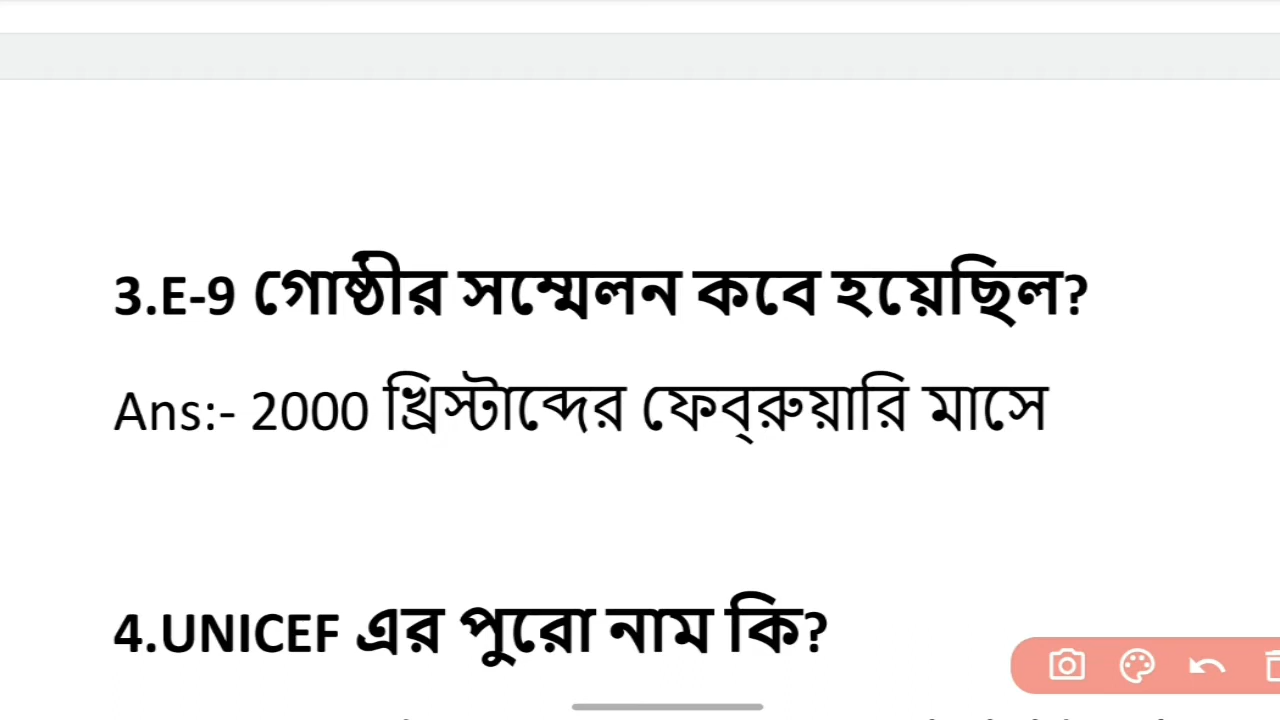 3.E-9 গোষ্ঠীর সম্মেলন কবে হয়েছিল?
Ans:- 2000 খ্রিস্টাব্দের ফেব্রুয়ারি মাসে
4.UNICEF এর পুরো নাম কি?